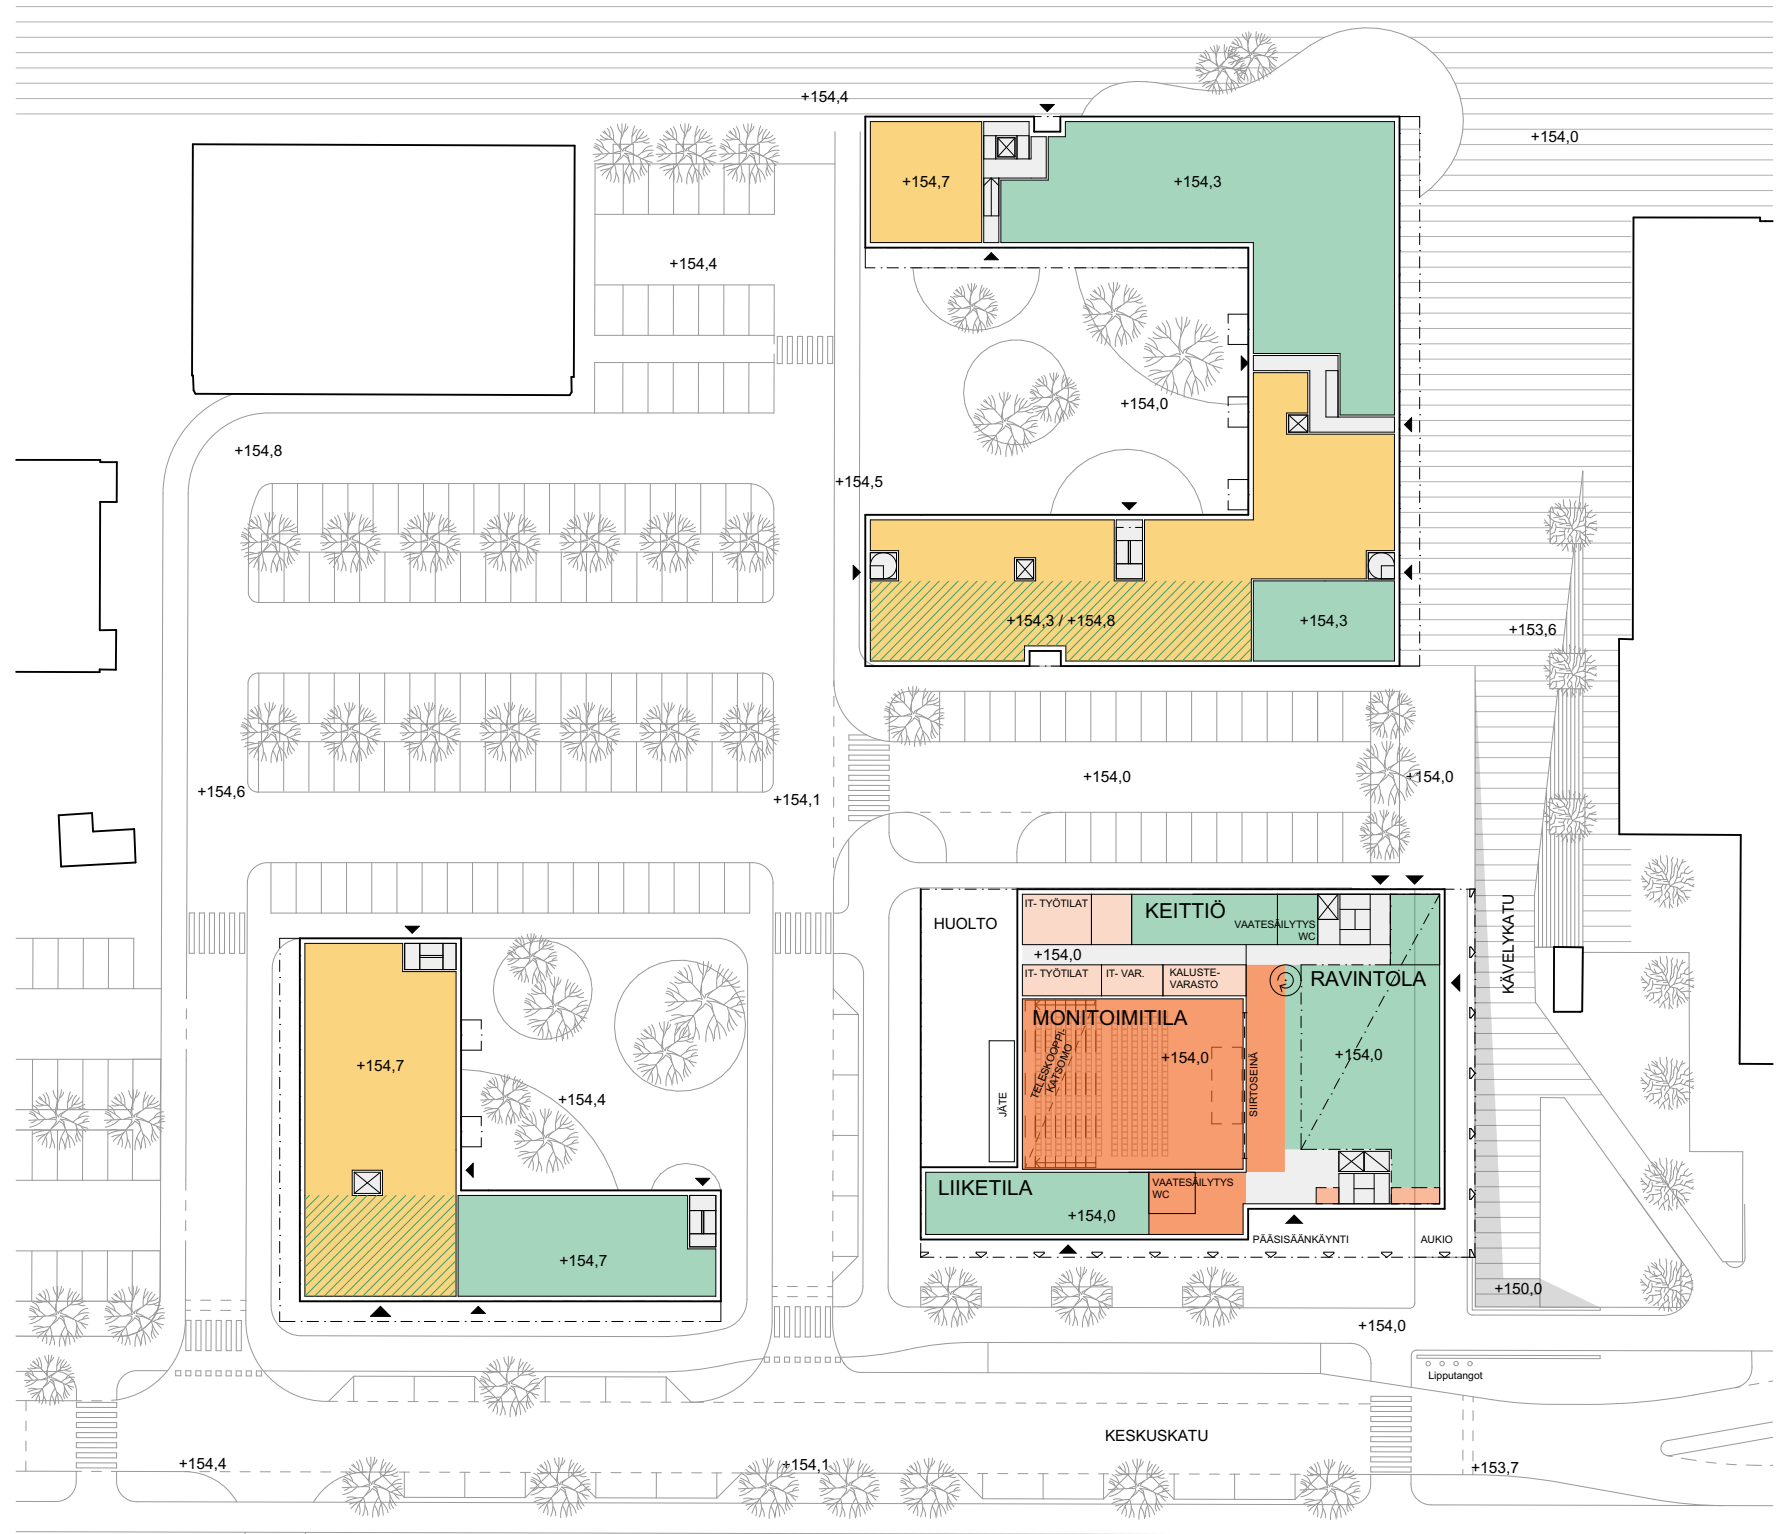 +154,4
+154,0
+154,7
+154,3
+154,4
+154,0
+154,8
+154,5
+154,3 / +154,8
+154,3
+153,6
+154,0
+154,0
+154,6
+154,1
IT- TYÖTILAT
KEITTIÖ
HUOLTO
VAATESÄILYTYS
WC
KÄVELYKATU
+154,0
IT- TYÖTILAT
IT- VAR.
KALUSTE-
VARASTO
RAVINTOLA
MONITOIMITILA
TELESKOOPPI-
KATSOMO
+154,0
SIIRTOSEINÄ
+154,0
+154,7
+154,4
JÄTE
LIIKETILA
VAATESÄILYTYS
WC
+154,0
PÄÄSISÄÄNKÄYNTI
AUKIO
+154,7
+150,0
+154,0
Lipputangot
KESKUSKATU
+154,4
+154,1
+153,7